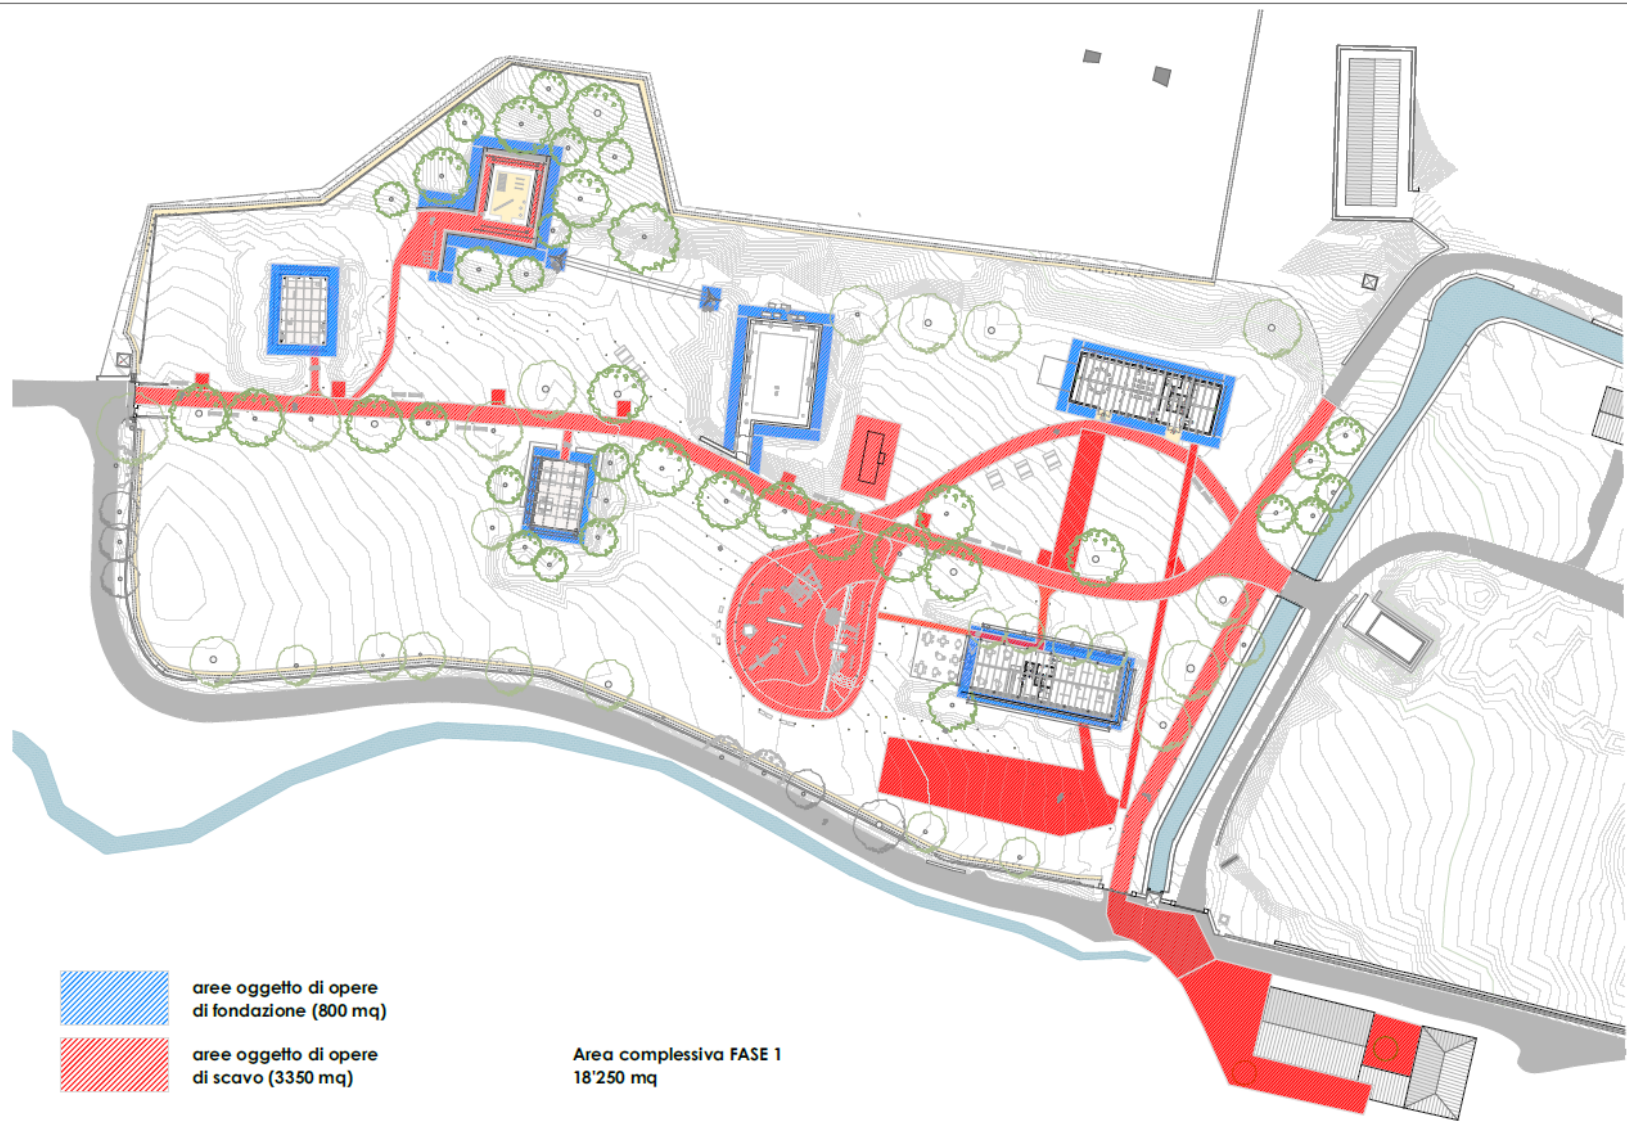 aree oggetto di opere
di fondazione (800 mq)
aree oggetto di opere
di scavo (3350 mq)
Area complessiva FASE 1
18'250 mq